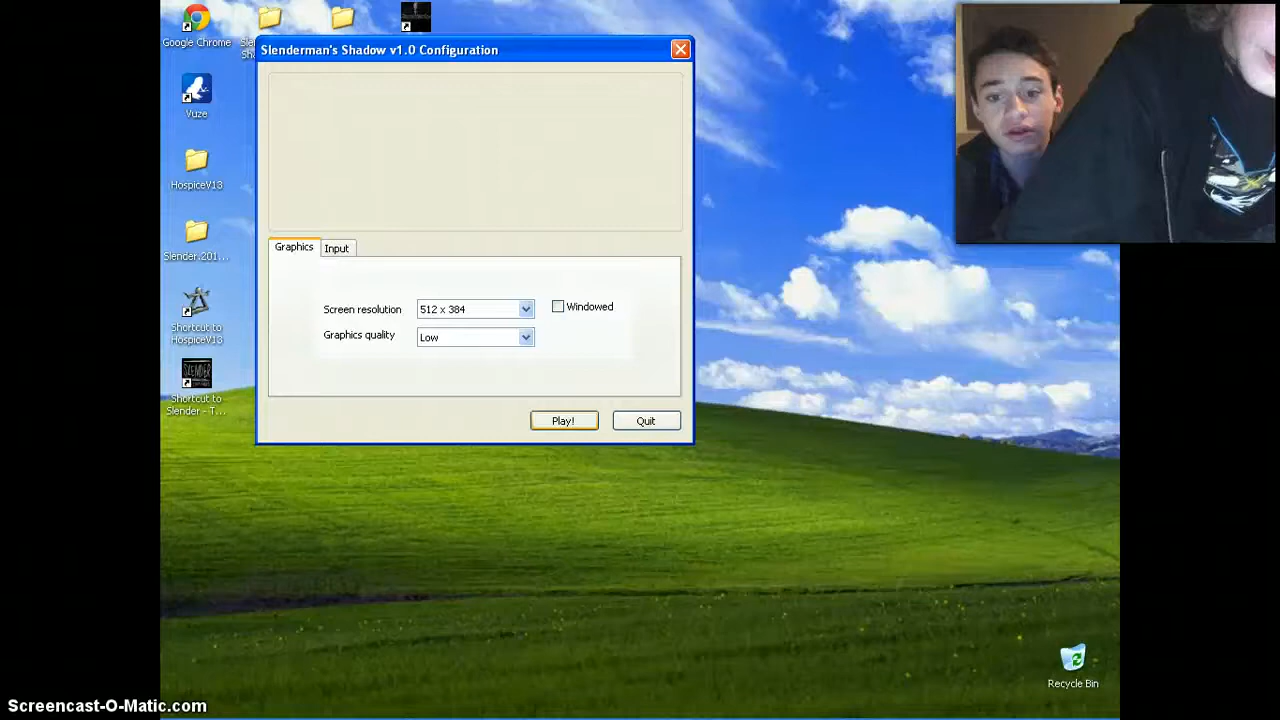 Google Chrome
Slenderman's Shadow v1.0 Configuration
Vuze
HospiceV13
Slender.201...
Shortcut to
HospiceV13
SLENDER
Shortcut to
Slender - T...
Graphics
Input
Screen resolution
512 x 384
Windowed
Graphics quality
Low
Play!
Quit
Recycle Bin
Screencast-O-Matic.com